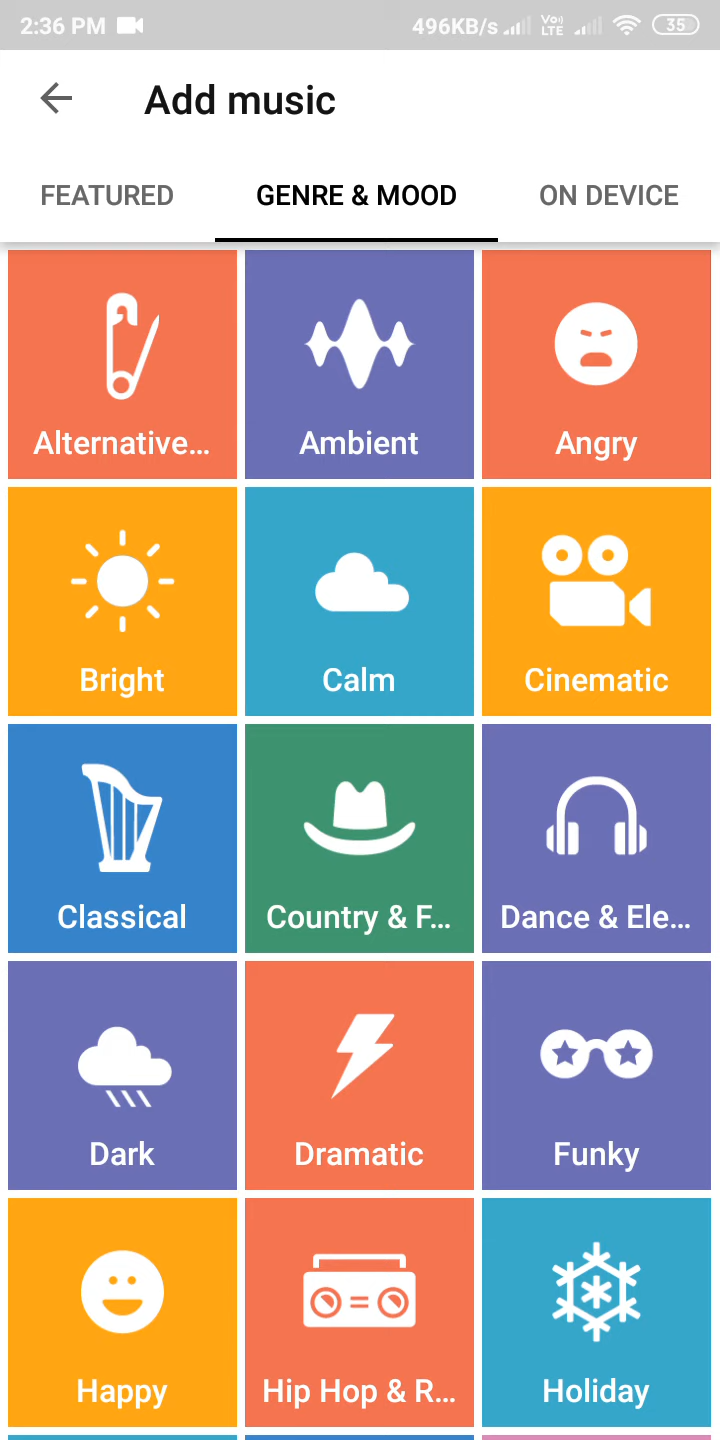 2:36 PM 496KB/s Vo) LTE 35
Add music
FEATURED GENRE & MOOD ON DEVICE
Alternative... Ambient Angry
Bright Calm Cinematic
Classical Country & F... Dance & Ele...
Dark Dramatic Funky
Happy Hip Hop & R... Holiday